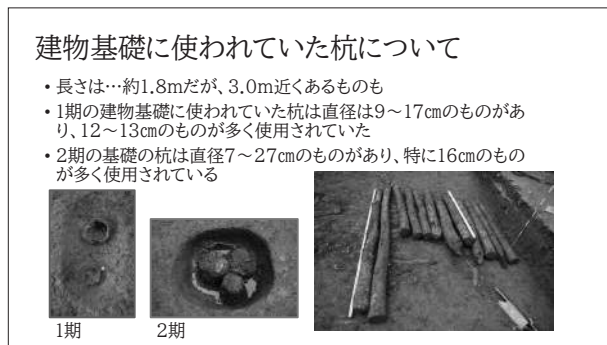 建物基礎に使われていた杭について
・長さは…約1.8mだが、3.0m近くあるものも
・1期の建物基礎に使われていた杭は直径は9～17㎝のものがあ
り、12～13㎝のものが多く使用されていた
・2期の基礎の杭は直径7～27㎝のものがあり、特に16㎝のもの
が多く使用されている
1期
2期